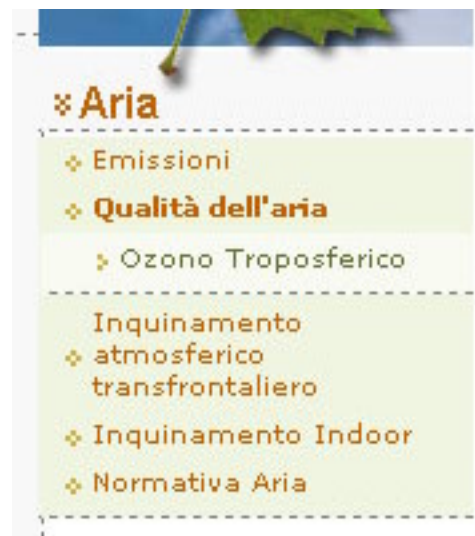 Aria
Emissioni
Qualità dell'aria
Ozono Troposferico
Inquinamento
atmosferico
transfrontaliero
Inquinamento Indoor
Normativa Aria